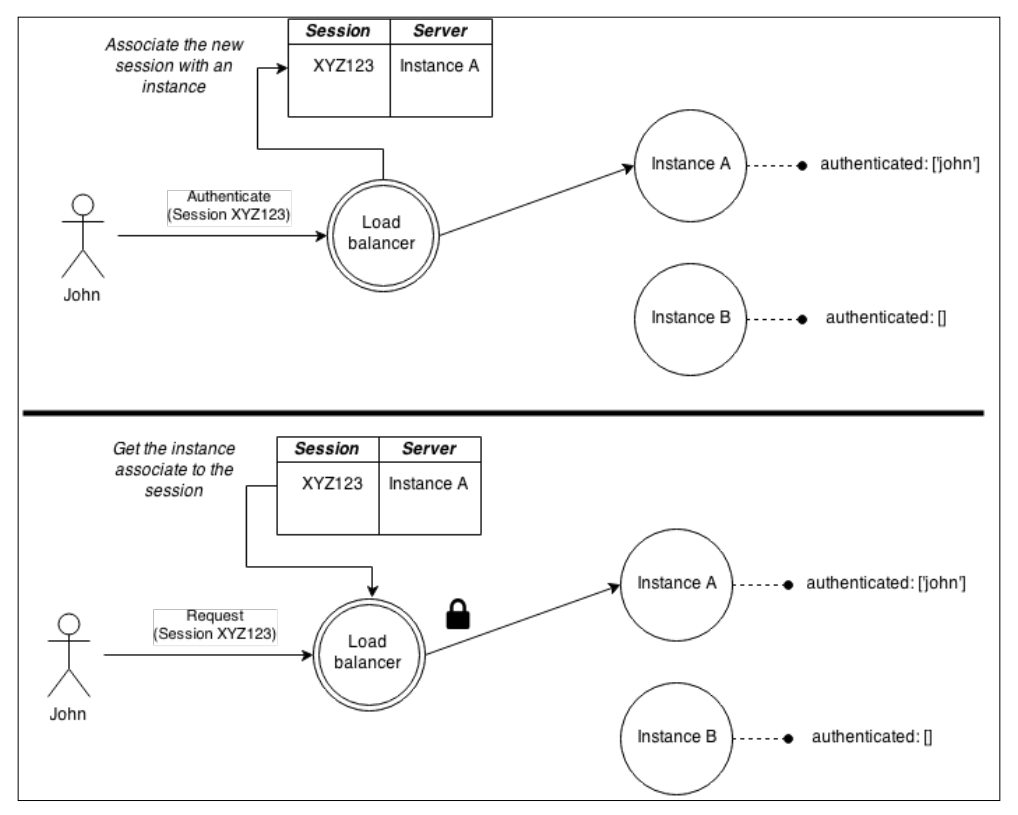 Associate the new
session with an
instance
Session Server
XYZ123 Instance A
Authenticate
(Session XYZ123)
John
Load
balancer
Instance A
authenticated: ['john']
Instance B
authenticated: []
Get the instance
associate to the
session
Session Server
XYZ123 Instance A
Request
(Session XYZ123)
John
Load
balancer
Instance A
authenticated: ['john']
Instance B
authenticated: []